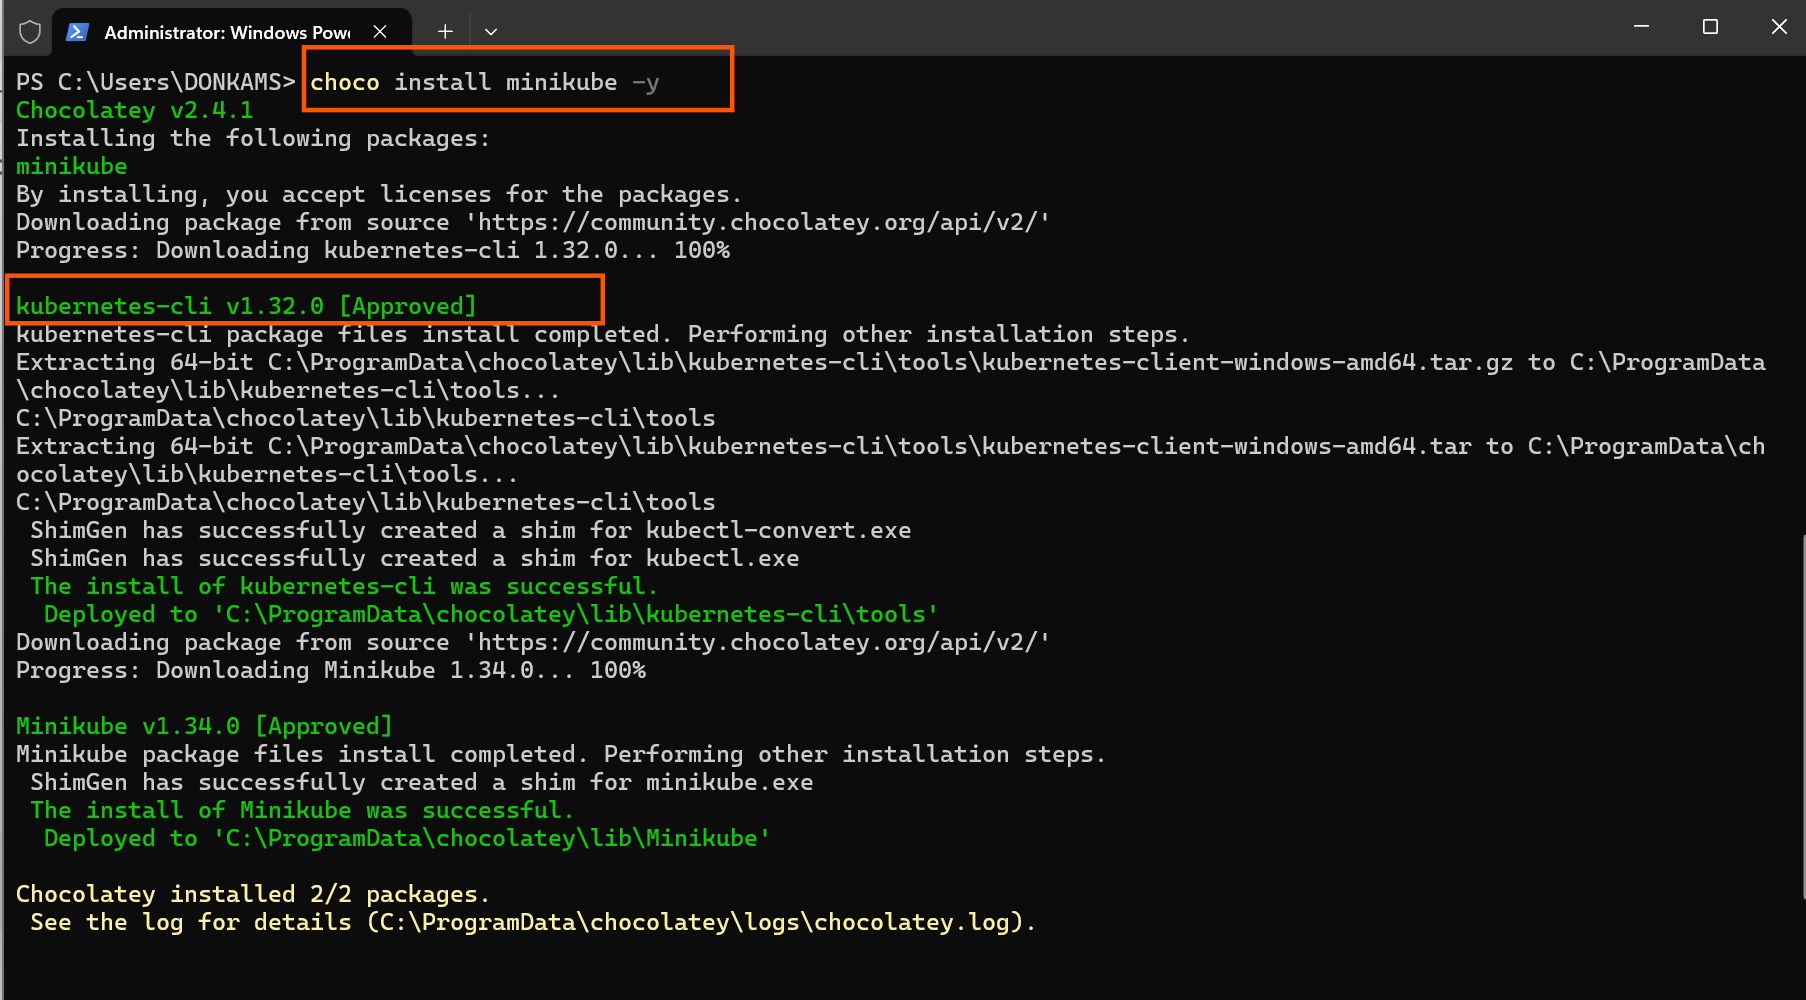 Administrator: Windows Powe
PS C:\Users\DONKAMS> choco install minikube -y
Chocolatey v2.4.1
Installing the following packages:
minikube
By installing, you accept licenses for the packages.
Downloading package from source 'https://community.chocolatey.org/api/v2/'
Progress: Downloading kubernetes-cli 1.32.0... 100%
kubernetes-cli v1.32.0 [Approved]
kubernetes-cli package files install completed. Performing other installation steps.
Extracting 64-bit C:\ProgramData\chocolatey\lib\kubernetes-cli\tools\kubernetes-client-windows-amd64.tar.gz to C:\ProgramData
\chocolatey\lib\kubernetes-cli\tools...
C:\ProgramData\chocolatey\lib\kubernetes-cli\tools
Extracting 64-bit C:\ProgramData\chocolatey\lib\kubernetes-cli\tools\kubernetes-client-windows-amd64.tar to C:\ProgramData\ch
ocolatey\lib\kubernetes-cli\tools...
C:\ProgramData\chocolatey\lib\kubernetes-cli\tools
ShimGen has successfully created a shim for kubectl-convert.exe
ShimGen has successfully created a shim for kubectl.exe
The install of kubernetes-cli was successful.
Deployed to 'C:\ProgramData\chocolatey\lib\kubernetes-cli\tools'
Downloading package from source 'https://community.chocolatey.org/api/v2/'
Progress: Downloading Minikube 1.34.0... 100%
Minikube v1.34.0 [Approved]
Minikube package files install completed. Performing other installation steps.
ShimGen has successfully created a shim for minikube.exe
The install of Minikube was successful.
Deployed to 'C:\ProgramData\chocolatey\lib\Minikube'
Chocolatey installed 2/2 packages.
See the log for details (C:\ProgramData\chocolatey\logs\chocolatey.log).